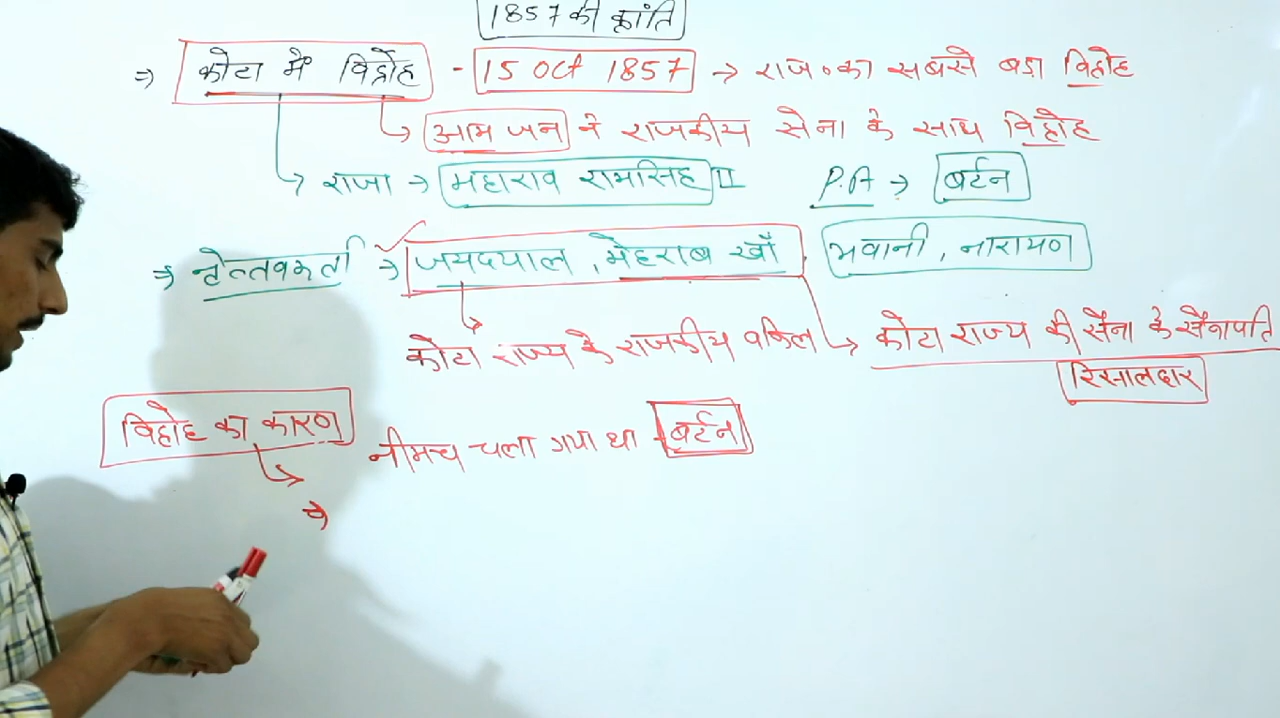 1857 की क्रांति
⇒ कोटा में विद्रोह - 15 Oct 1857 → राज०का सबसे बडा विद्रोह
आम जन ने राजकीय सेना के साथ विद्रोह
राजा → महाराव रामसिंह II P.A → बर्टन
⇒ नेतृत्वकर्ता → जयदयाल, मेहराब खाँ, भवानी, नारायण
कोटा राज्य के राजकीय वकिल → कोटा राज्य की सैना के सैनापति
रिसालदार
विद्रोह का कारण नीमच चला गया था - बर्टन